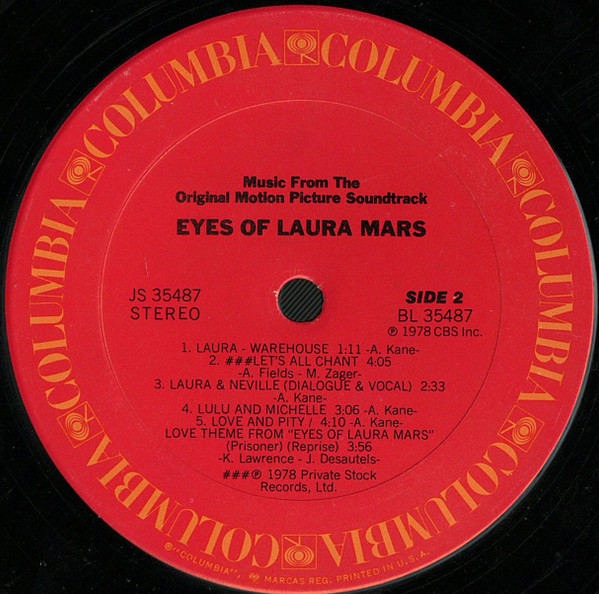 COLUMBIA COLUMBIA COLUMBIA COLUMBIA COLUMBIA COLUMBIA
Music From The
Original Motion Picture Soundtrack
EYES OF LAURA MARS
JS 35487
STEREO
SIDE 2
BL 35487
℗ 1978 CBS Inc.
1. LAURA - WAREHOUSE 1:11 -A. Kane-
2. ###LET'S ALL CHANT 4:05
-A. Fields - M. Zager-
3. LAURA & NEVILLE (DIALOGUE & VOCAL) 2:33
-A. Kane-
4. LULU AND MICHELLE 3:06 -A. Kane-
5. LOVE AND PITY / 4:10 -A. Kane-
LOVE THEME FROM "EYES OF LAURA MARS"
(Prisoner) (Reprise) 3:56
-K. Lawrence - J. Desautels-
###℗ 1978 Private Stock
Records, Ltd.
®"COLUMBIA", MARCAS REG. PRINTED IN U.S.A.